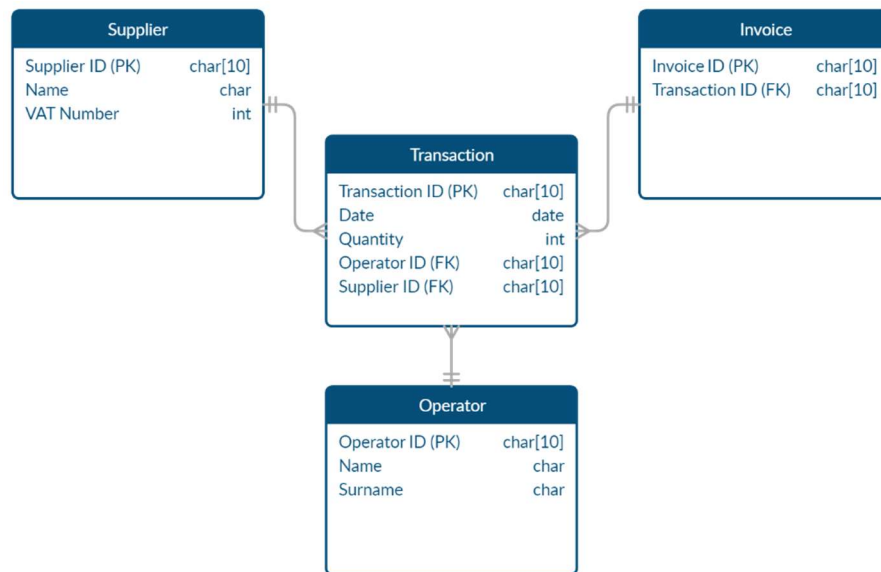 Supplier
Supplier ID (PK) char[10]
Name char
VAT Number int
Invoice
Invoice ID (PK) char[10]
Transaction ID (FK) char[10]
Transaction
Transaction ID (PK) char[10]
Date date
Quantity int
Operator ID (FK) char[10]
Supplier ID (FK) char[10]
Operator
Operator ID (PK) char[10]
Name char
Surname char